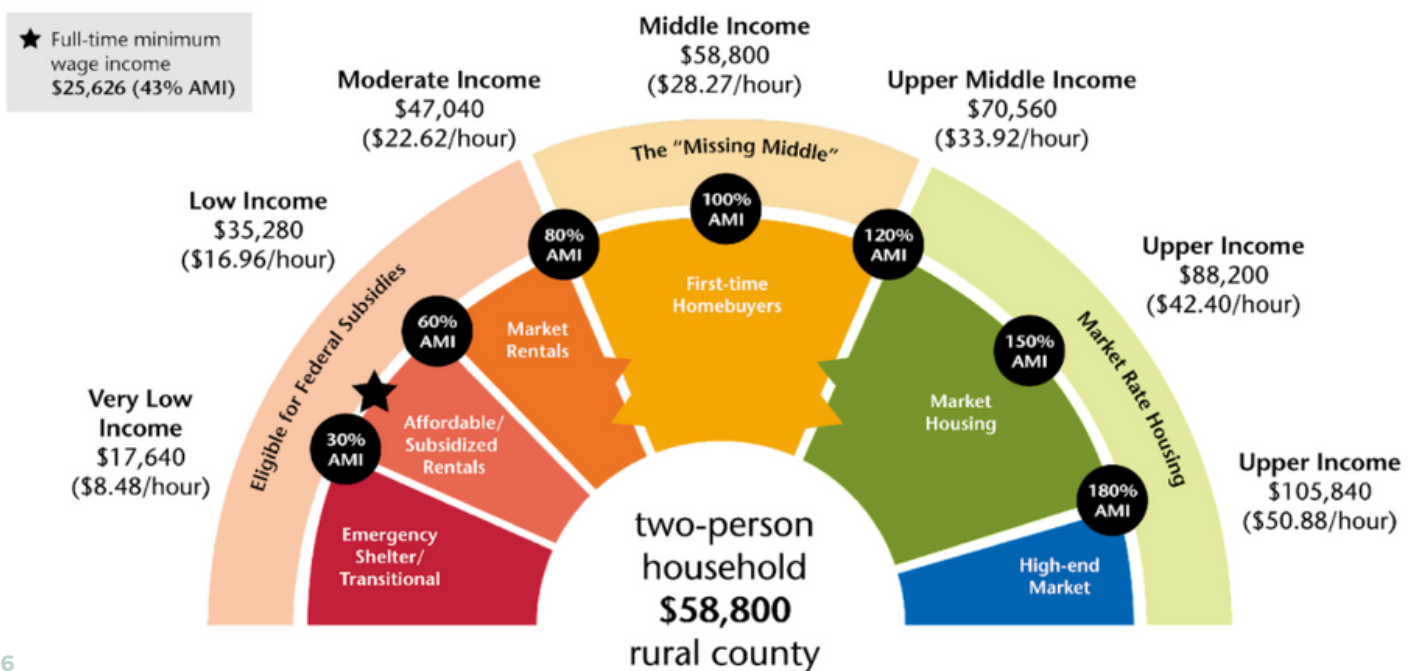 ★ Full-time minimum
wage income
$25,626 (43% AMI)
Very Low
Income
$17,640
($8.48/hour)
Low Income
$35,280
($16.96/hour)
Moderate Income
$47,040
($22.62/hour)
Middle Income
$58,800
($28.27/hour)
Upper Middle Income
$70,560
($33.92/hour)
Upper Income
$88,200
($42.40/hour)
Upper Income
$105,840
($50.88/hour)
Eligible for Federal Subsidies
The "Missing Middle"
Market Rate Housing
30%
AMI
60%
AMI
80%
AMI
100%
AMI
120%
AMI
150%
AMI
180%
AMI
Emergency
Shelter/
Transitional
Affordable/
Subsidized
Rentals
Market
Rentals
First-time
Homebuyers
Market
Housing
High-end
Market
two-person
household
$58,800
rural county
6